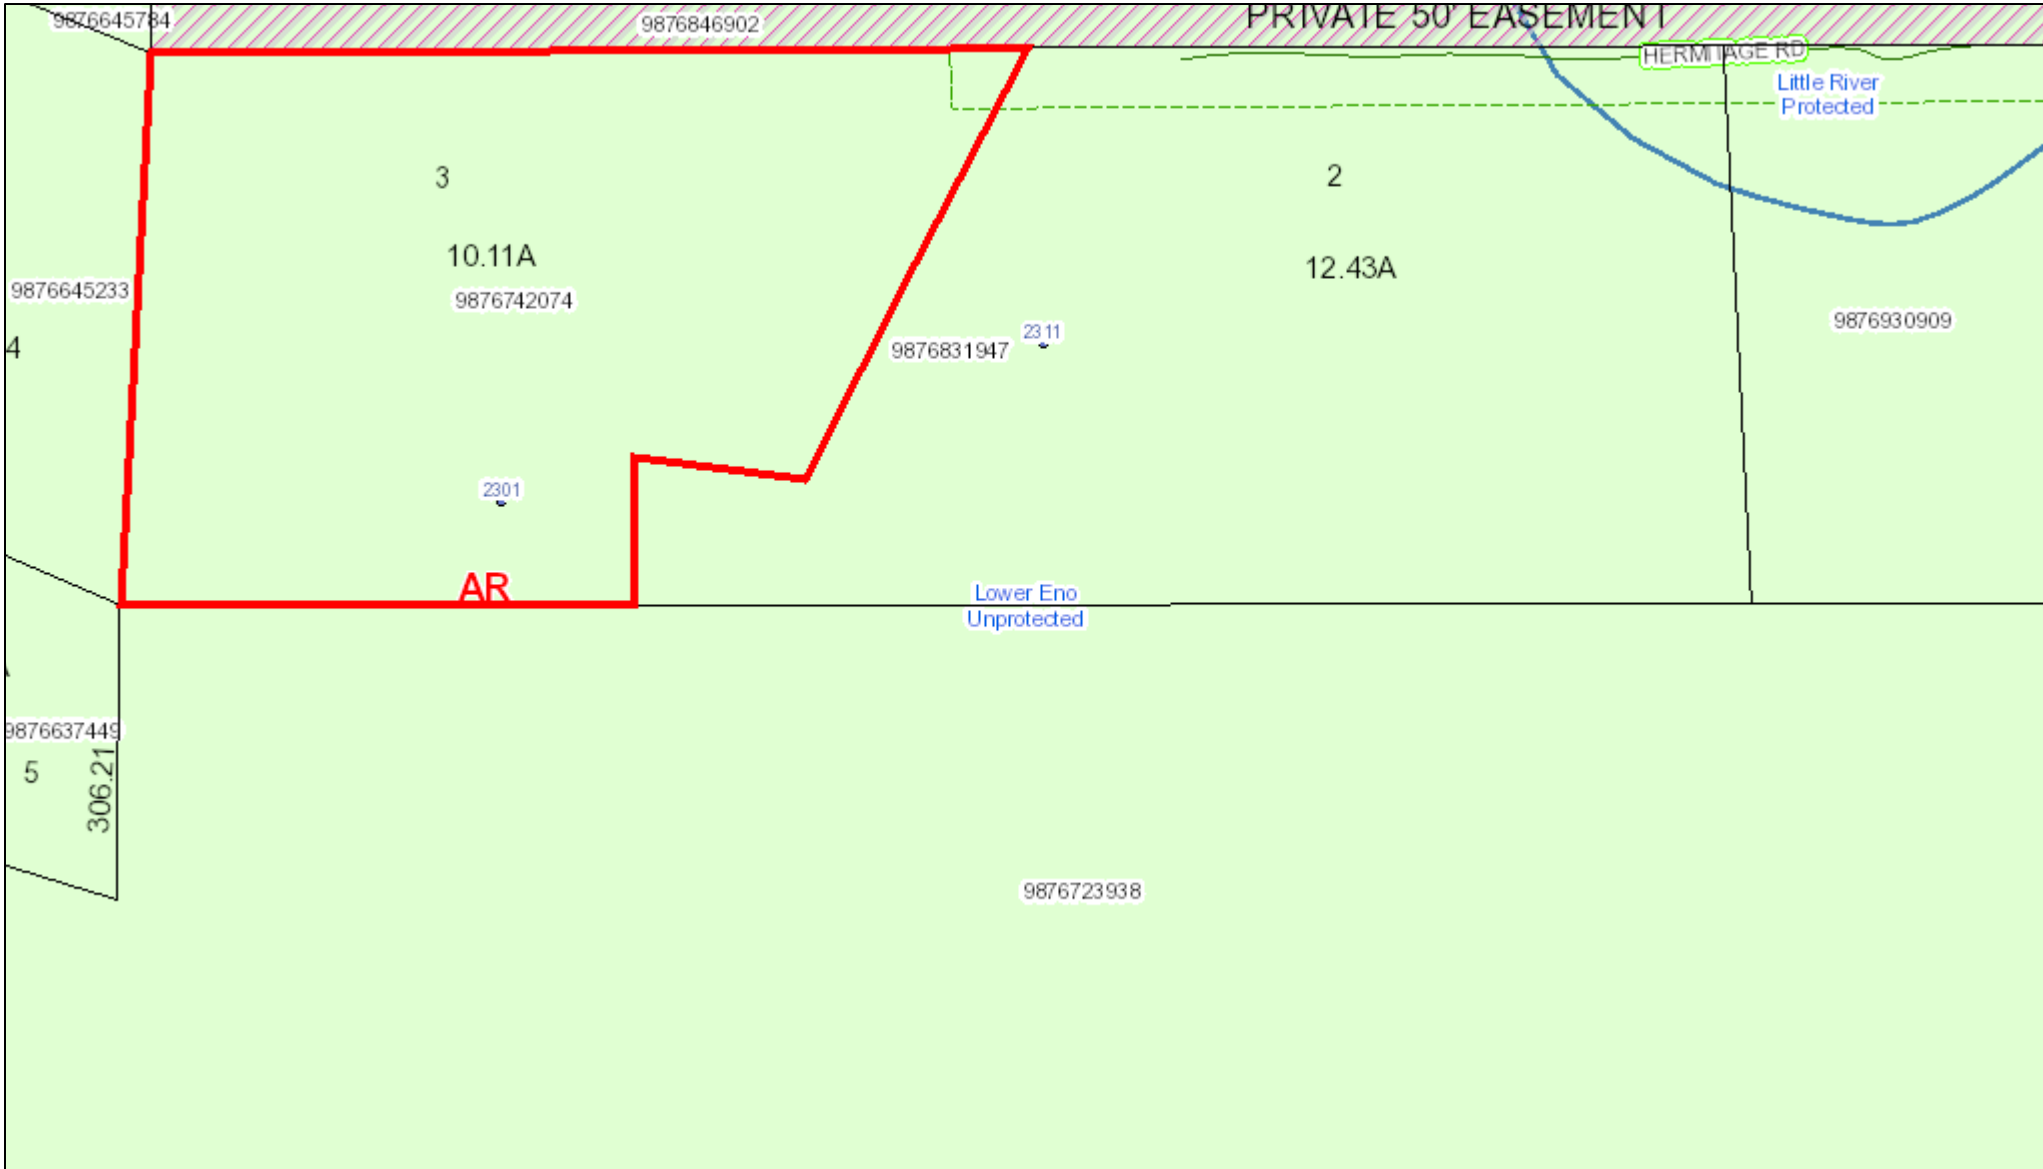 9876645784
9876846902
PRIVATE 50' EASEMENT
HERMITAGE RD
Little River
Protected
3
2
10.11A
12.43A
9876645233
9876742074
9876930909
2311
4
9876831947
2301
AR
Lower Eno
Unprotected
9876637449
5
306.21
9876723938